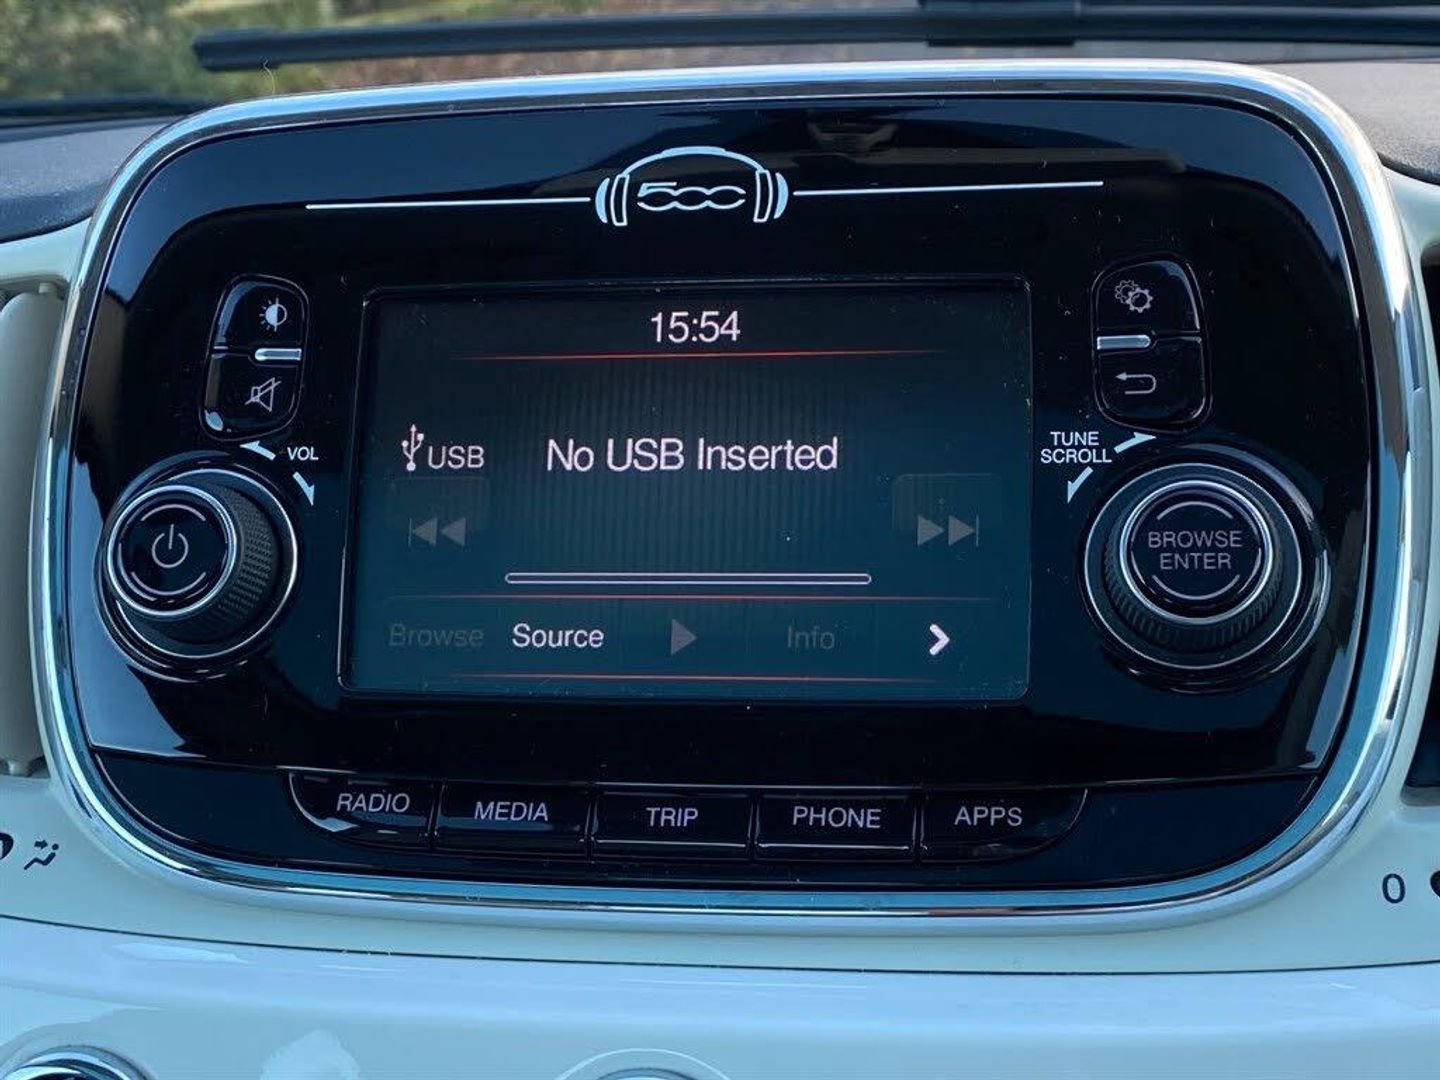 500
15:54
USB No USB Inserted
VOL
TUNE
SCROLL
BROWSE
ENTER
Browse Source Info
RADIO MEDIA TRIP PHONE APPS
0